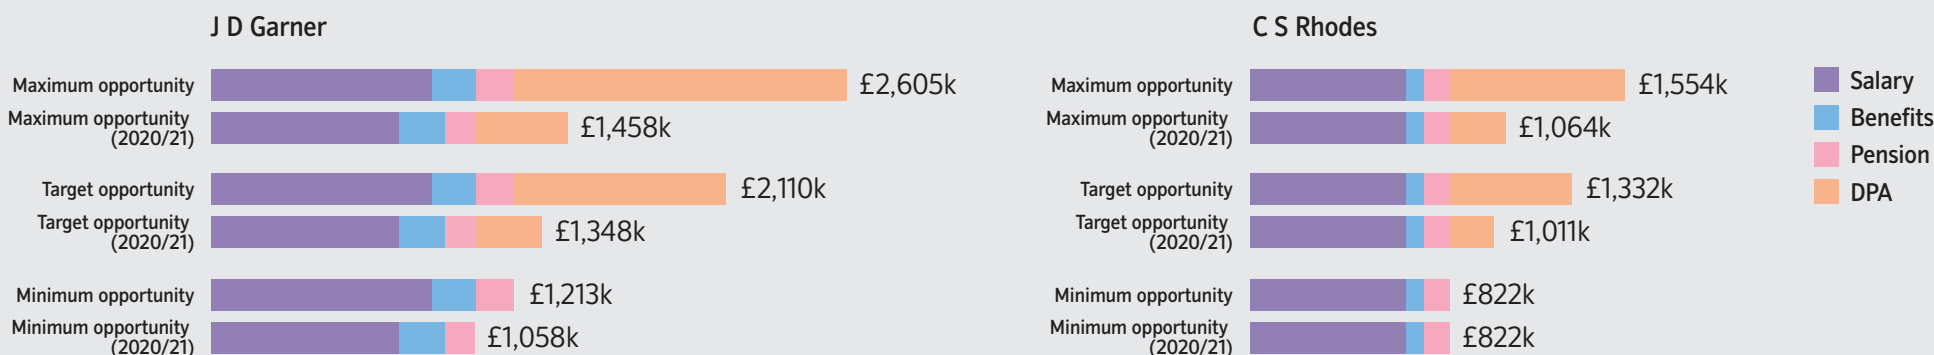 J D Garner
Maximum opportunity
£2,605k
Maximum opportunity
(2020/21)
£1,458k
Target opportunity
£2,110k
Target opportunity
(2020/21)
£1,348k
Minimum opportunity
£1,213k
Minimum opportunity
(2020/21)
£1,058k
C S Rhodes
Maximum opportunity
£1,554k
Maximum opportunity
(2020/21)
£1,064k
Target opportunity
£1,332k
Target opportunity
(2020/21)
£1,011k
Minimum opportunity
£822k
Minimum opportunity
(2020/21)
£822k
Salary
Benefits
Pension
DPA